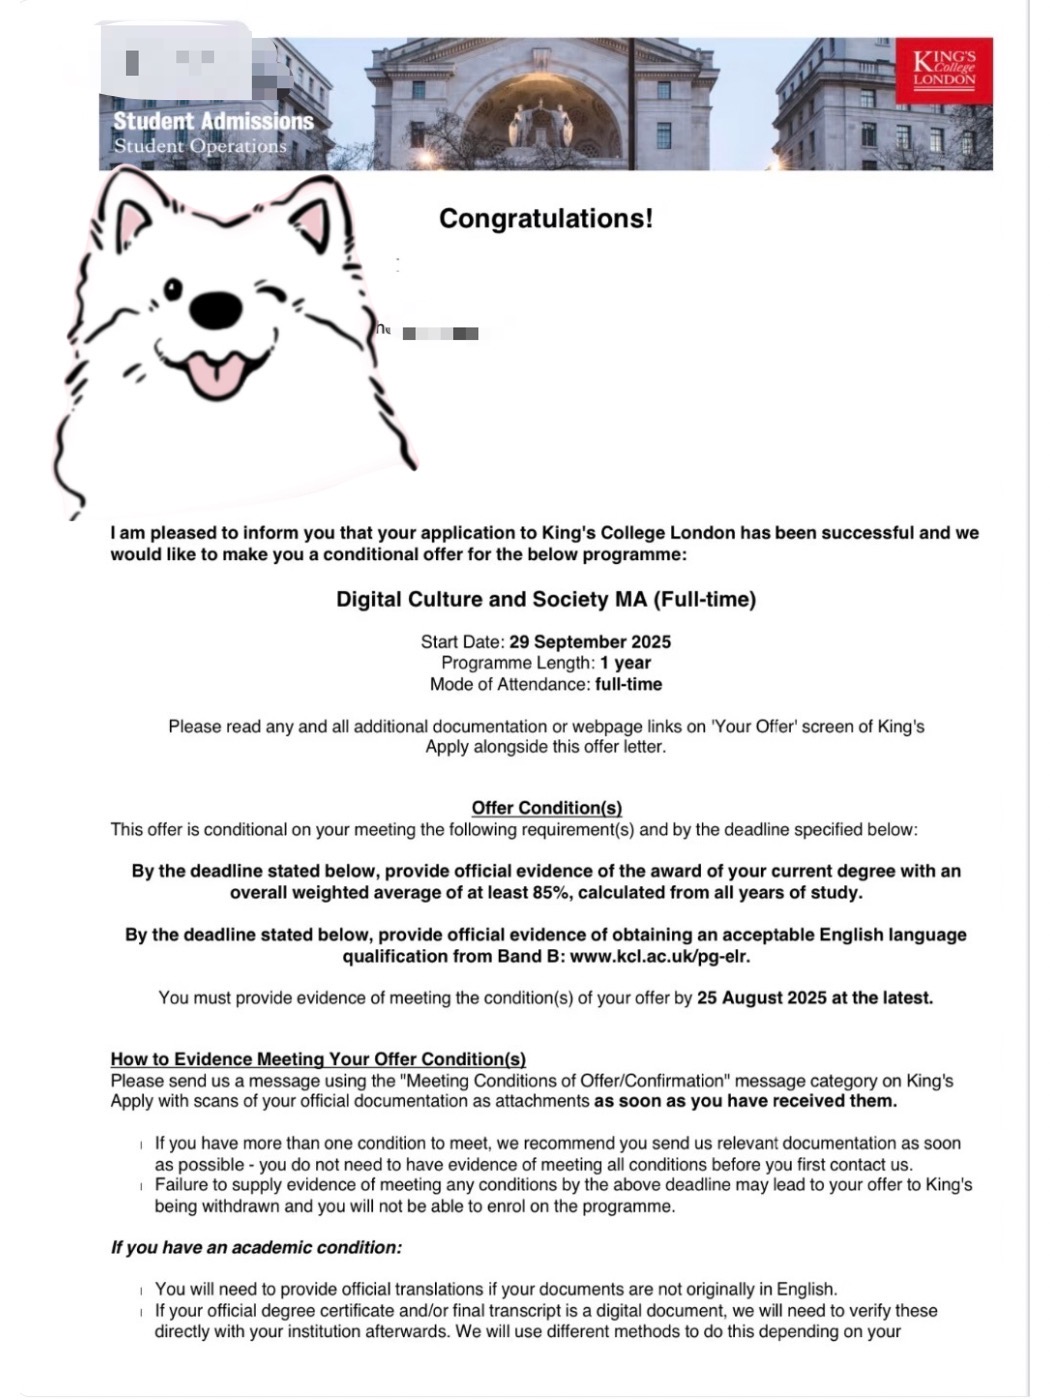 KING'S
College
LONDON
Student Admissions
Student Operations
Congratulations!
I am pleased to inform you that your application to King's College London has been successful and we
would like to make you a conditional offer for the below programme:
Digital Culture and Society MA (Full-time)
Start Date: 29 September 2025
Programme Length: 1 year
Mode of Attendance: full-time
Please read any and all additional documentation or webpage links on 'Your Offer' screen of King's
Apply alongside this offer letter.
Offer Condition(s)
This offer is conditional on your meeting the following requirement(s) and by the deadline specified below:
By the deadline stated below, provide official evidence of the award of your current degree with an
overall weighted average of at least 85%, calculated from all years of study.
By the deadline stated below, provide official evidence of obtaining an acceptable English language
qualification from Band B: www.kcl.ac.uk/pg-elr.
You must provide evidence of meeting the condition(s) of your offer by 25 August 2025 at the latest.
How to Evidence Meeting Your Offer Condition(s)
Please send us a message using the "Meeting Conditions of Offer/Confirmation" message category on King's
Apply with scans of your official documentation as attachments as soon as you have received them.
If you have more than one condition to meet, we recommend you send us relevant documentation as soon
as possible - you do not need to have evidence of meeting all conditions before you first contact us.
Failure to supply evidence of meeting any conditions by the above deadline may lead to your offer to King's
being withdrawn and you will not be able to enrol on the programme.
If you have an academic condition:
You will need to provide official translations if your documents are not originally in English.
If your official degree certificate and/or final transcript is a digital document, we will need to verify these
directly with your institution afterwards. We will use different methods to do this depending on your